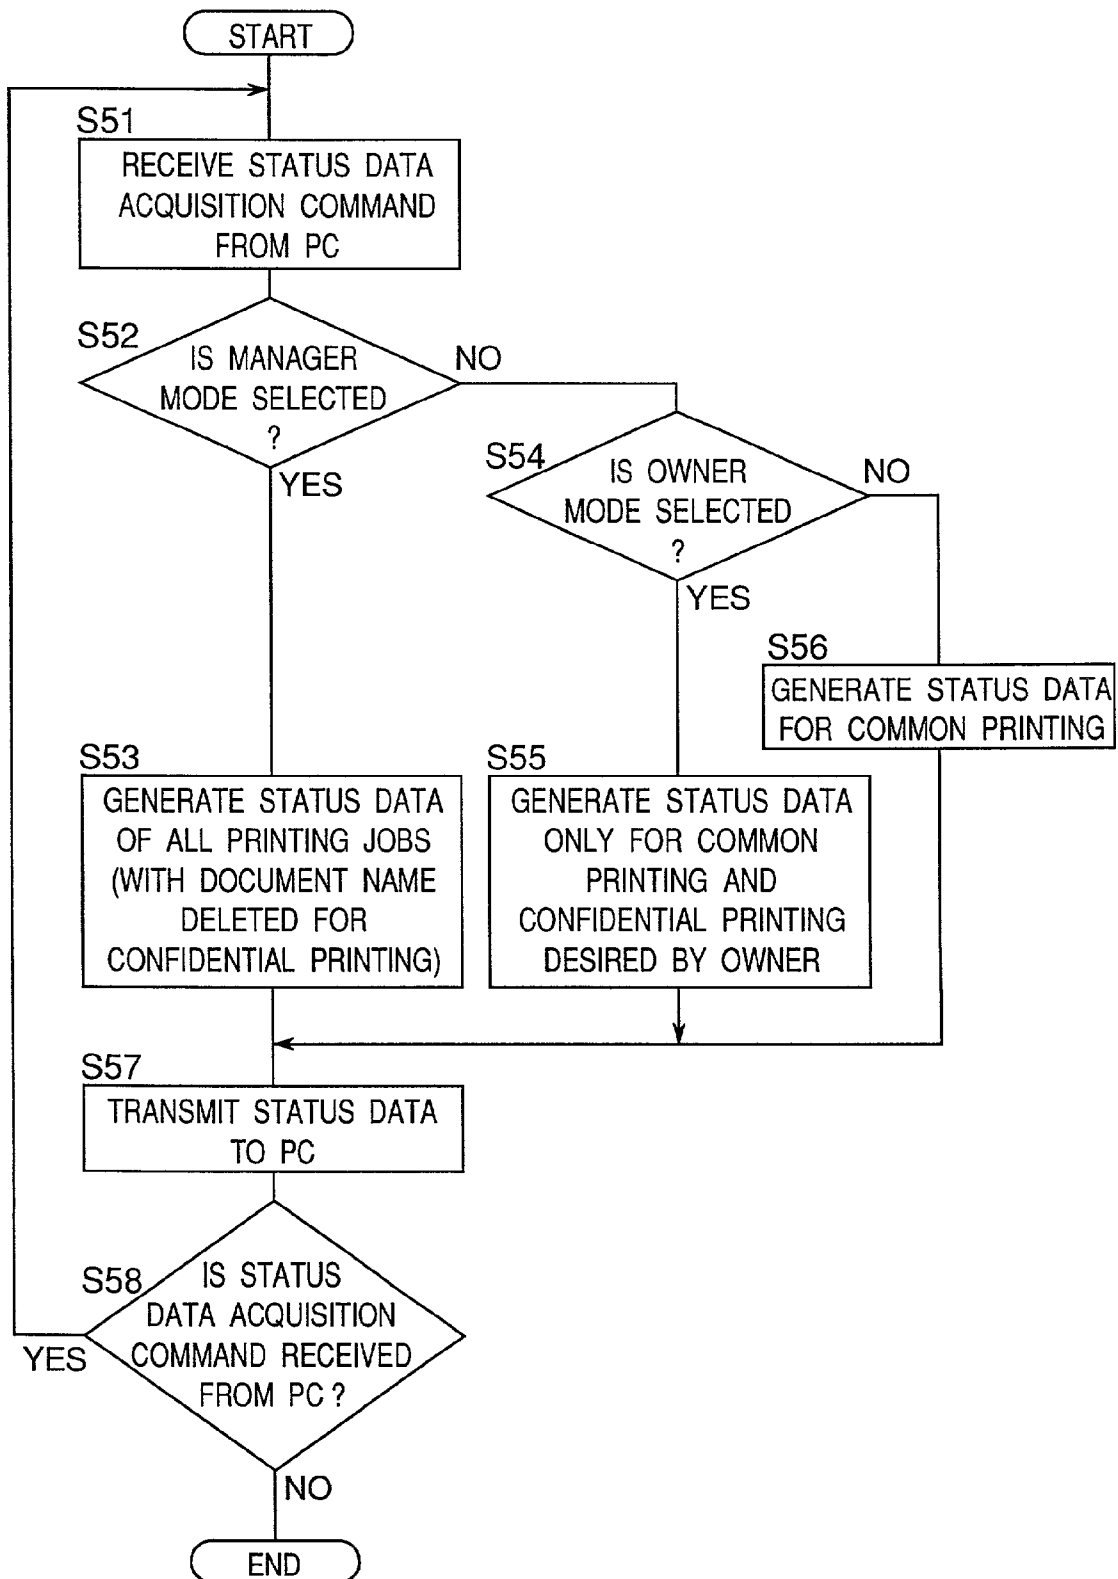 START
S51
RECEIVE STATUS DATA
ACQUISITION COMMAND
FROM PC
S52
IS MANAGER
MODE SELECTED
?
NO
YES
S54
IS OWNER
MODE SELECTED
?
NO
YES
S56
GENERATE STATUS DATA
FOR COMMON PRINTING
S53
GENERATE STATUS DATA
OF ALL PRINTING JOBS
(WITH DOCUMENT NAME
DELETED FOR
CONFIDENTIAL PRINTING)
S55
GENERATE STATUS DATA
ONLY FOR COMMON
PRINTING AND
CONFIDENTIAL PRINTING
DESIRED BY OWNER
S57
TRANSMIT STATUS DATA
TO PC
S58
IS STATUS
DATA ACQUISITION
COMMAND RECEIVED
FROM PC ?
YES
NO
END